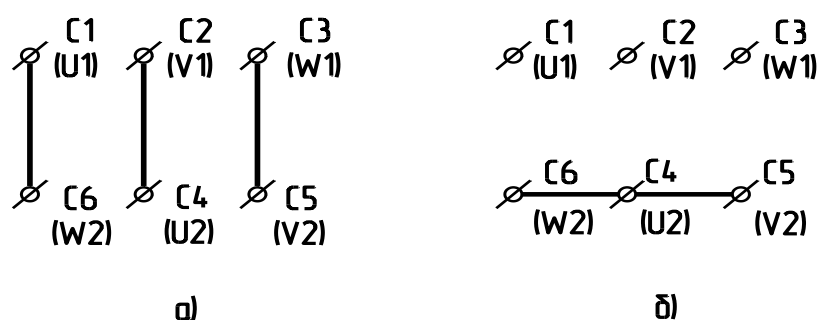 C1 C2 C3 C1 C2 C3
(U1) (V1) (W1) (U1) (V1) (W1)
C6 C4 C5 C6 C4 C5
(W2) (U2) (V2) (W2) (U2) (V2)
а) б)